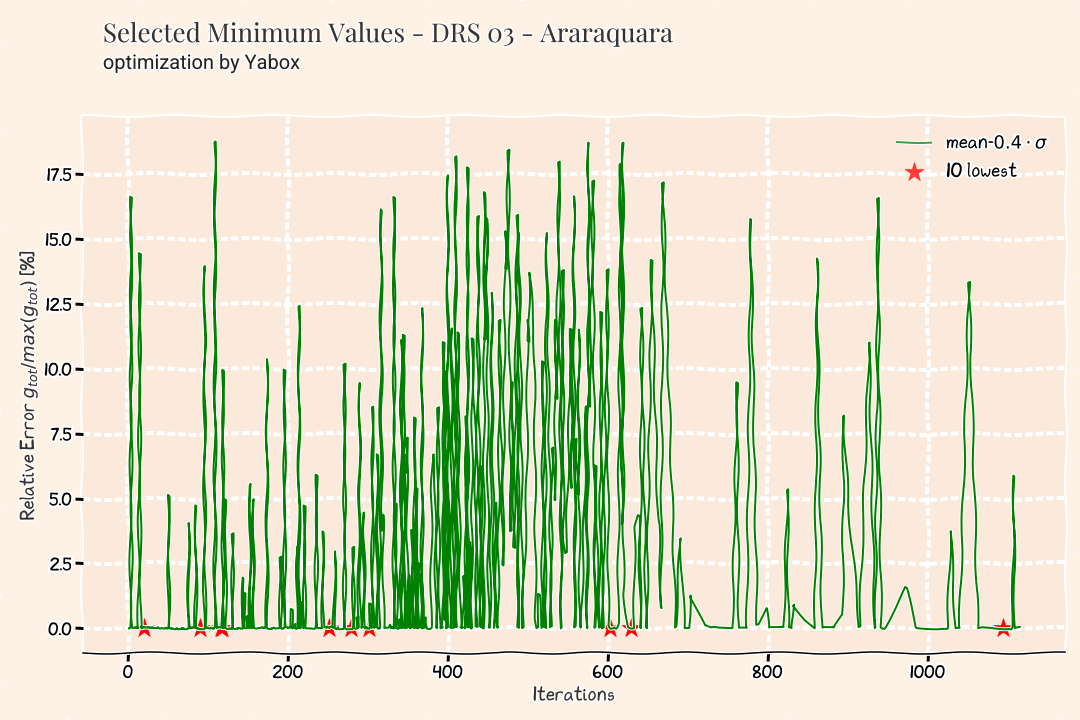 Selected Minimum Values - DRS 03 - Araraquara
optimization by Yabox
mean-0.4 · σ
10 lowest
Relative Error g_tot/max(g_tot) [%]
17.5
15.0
12.5
10.0
7.5
5.0
2.5
0.0
0 200 400 600 800 1000
Iterations